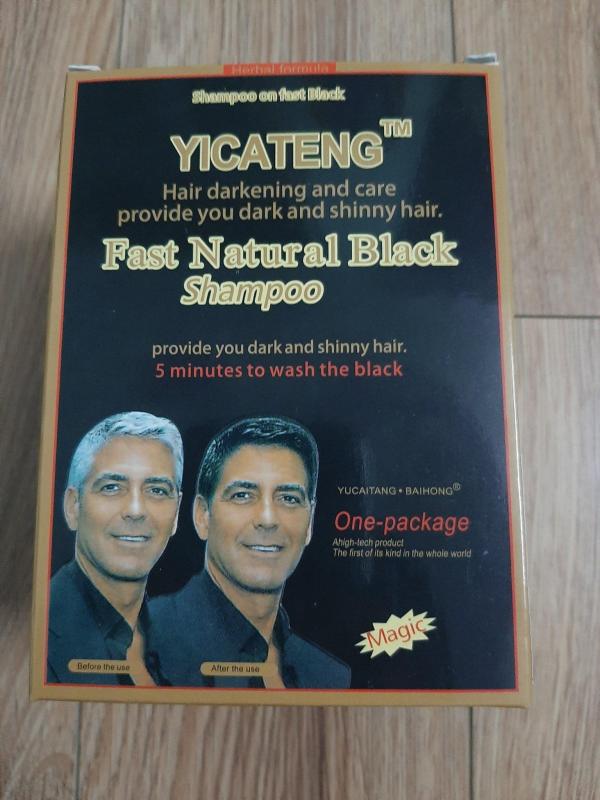 Herbal formula
Shampoo on fast Black
YICATENG™
Hair darkening and care
provide you dark and shinny hair.
Fast Natural Black
Shampoo
provide you dark and shinny hair.
5 minutes to wash the black
YUCAITANG • BAIHONG®
One-package
Ahigh-tech product
The first of its kind in the whole world
Magic
Before the use
After the use